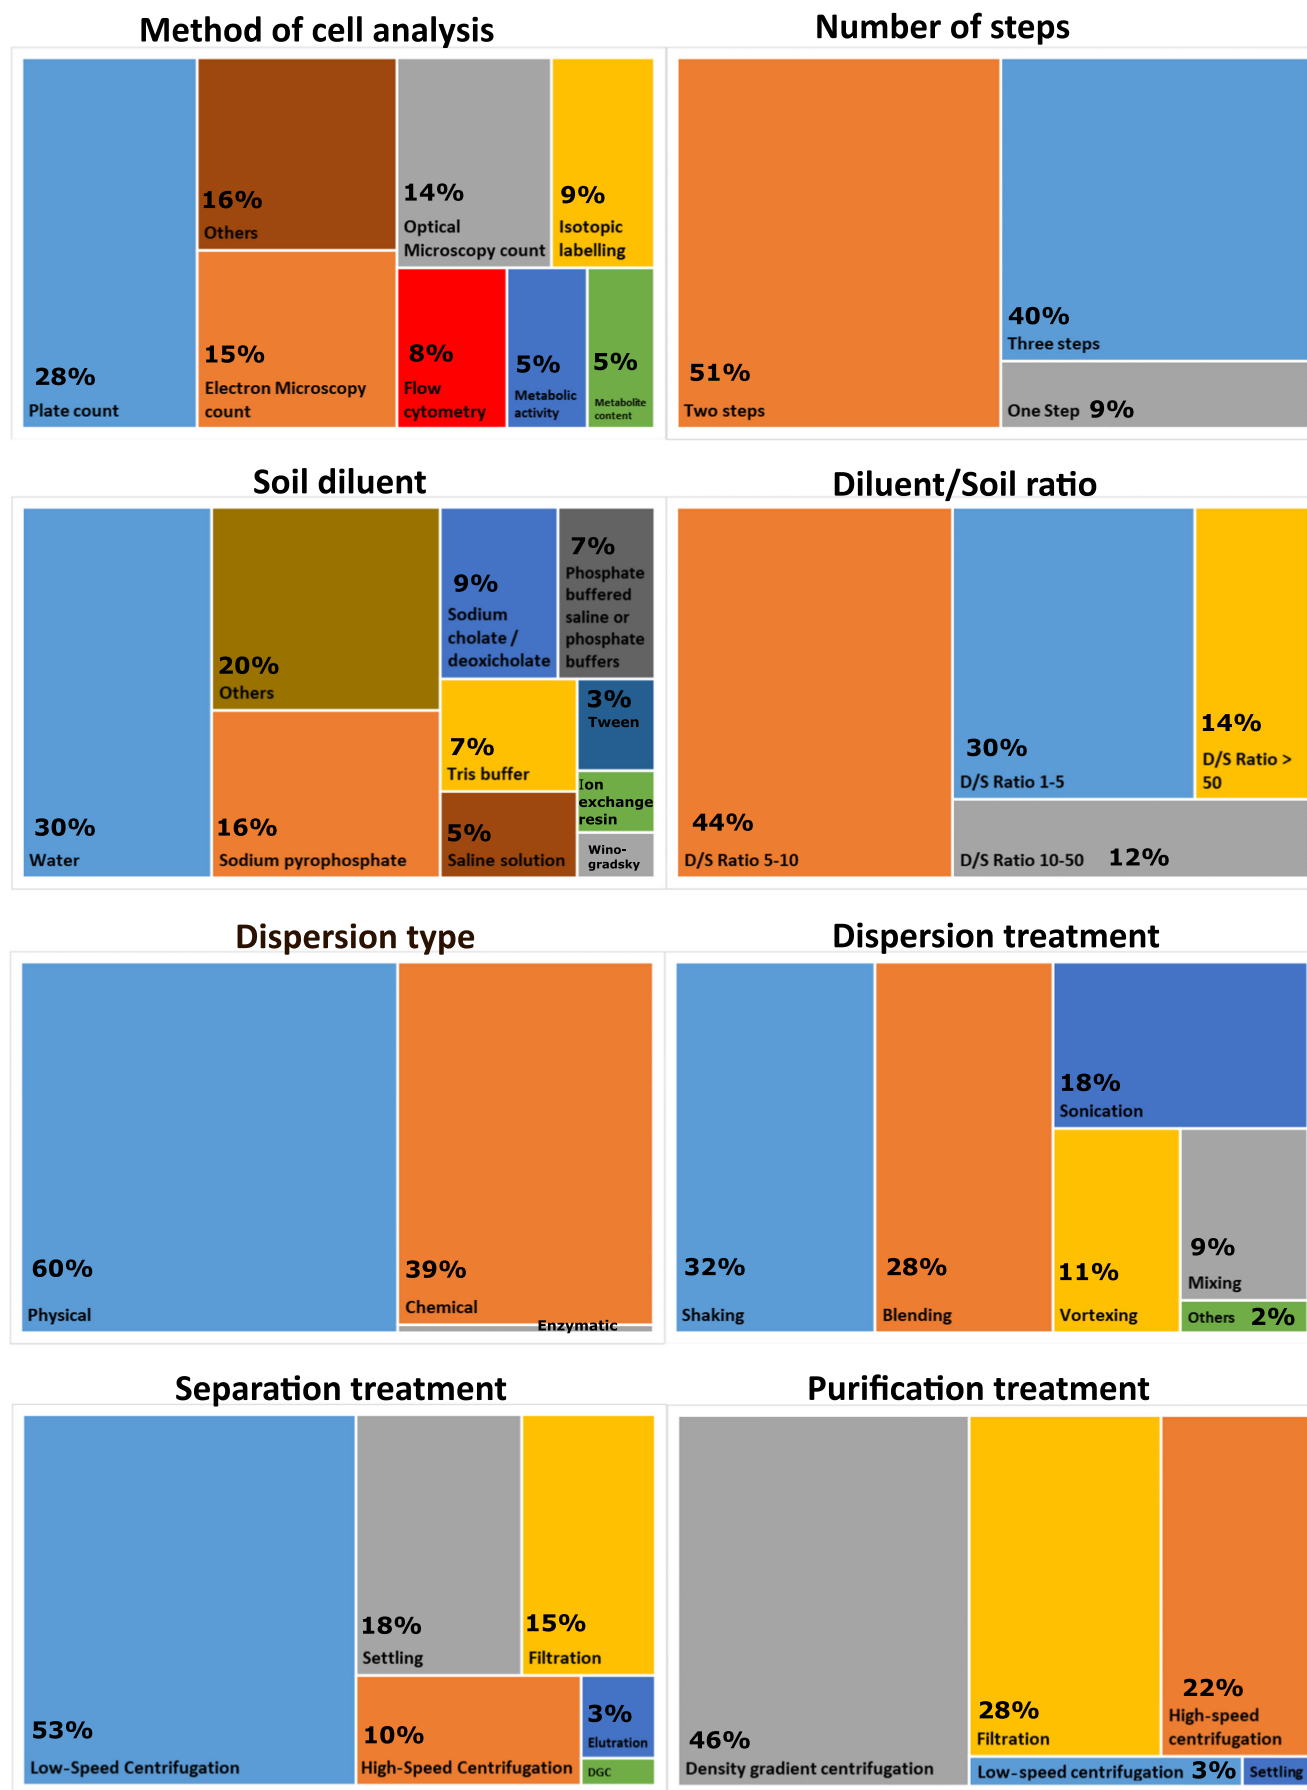 Method of cell analysis
28%
Plate count
16%
Others
15%
Electron Microscopy
count
14%
Optical
Microscopy count
9%
Isotopic
labelling
8%
Flow
cytometry
5%
Metabolic
activity
5%
Metabolite
content
Number of steps
51%
Two steps
40%
Three steps
One Step 9%
Soil diluent
30%
Water
20%
Others
16%
Sodium pyrophosphate
9%
Sodium
cholate /
deoxicholate
7%
Phosphate
buffered
saline or
phosphate
buffers
7%
Tris buffer
3%
Tween
5%
Saline solution
Ion
exchange
resin
Wino-
gradsky
Diluent/Soil ratio
44%
D/S Ratio 5-10
30%
D/S Ratio 1-5
14%
D/S Ratio >
50
D/S Ratio 10-50 12%
Dispersion type
60%
Physical
39%
Chemical
Enzymatic
Dispersion treatment
32%
Shaking
28%
Blending
18%
Sonication
11%
Vortexing
9%
Mixing
Others 2%
Separation treatment
53%
Low-Speed Centrifugation
18%
Settling
15%
Filtration
10%
High-Speed Centrifugation
3%
Elutration
DGC
Purification treatment
46%
Density gradient centrifugation
28%
Filtration
22%
High-speed
centrifugation
Low-speed centrifugation 3%
Settling